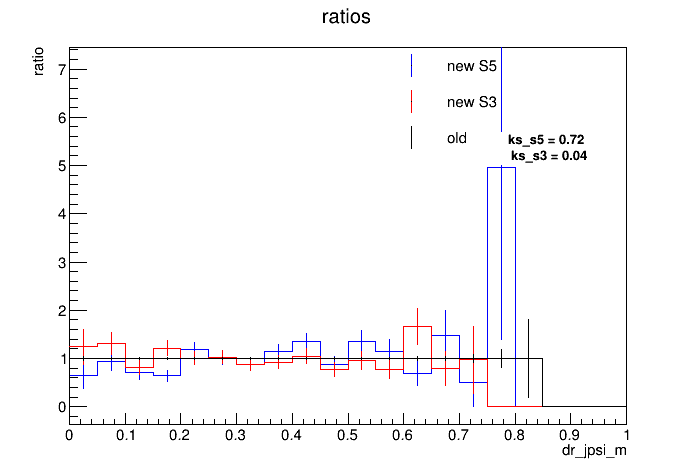 ratios
ratio
7
6
5
4
3
2
1
0
new S5
new S3
old
ks_s5 = 0.72
ks_s3 = 0.04
0 0.1 0.2 0.3 0.4 0.5 0.6 0.7 0.8 0.9 1
dr_jpsi_m